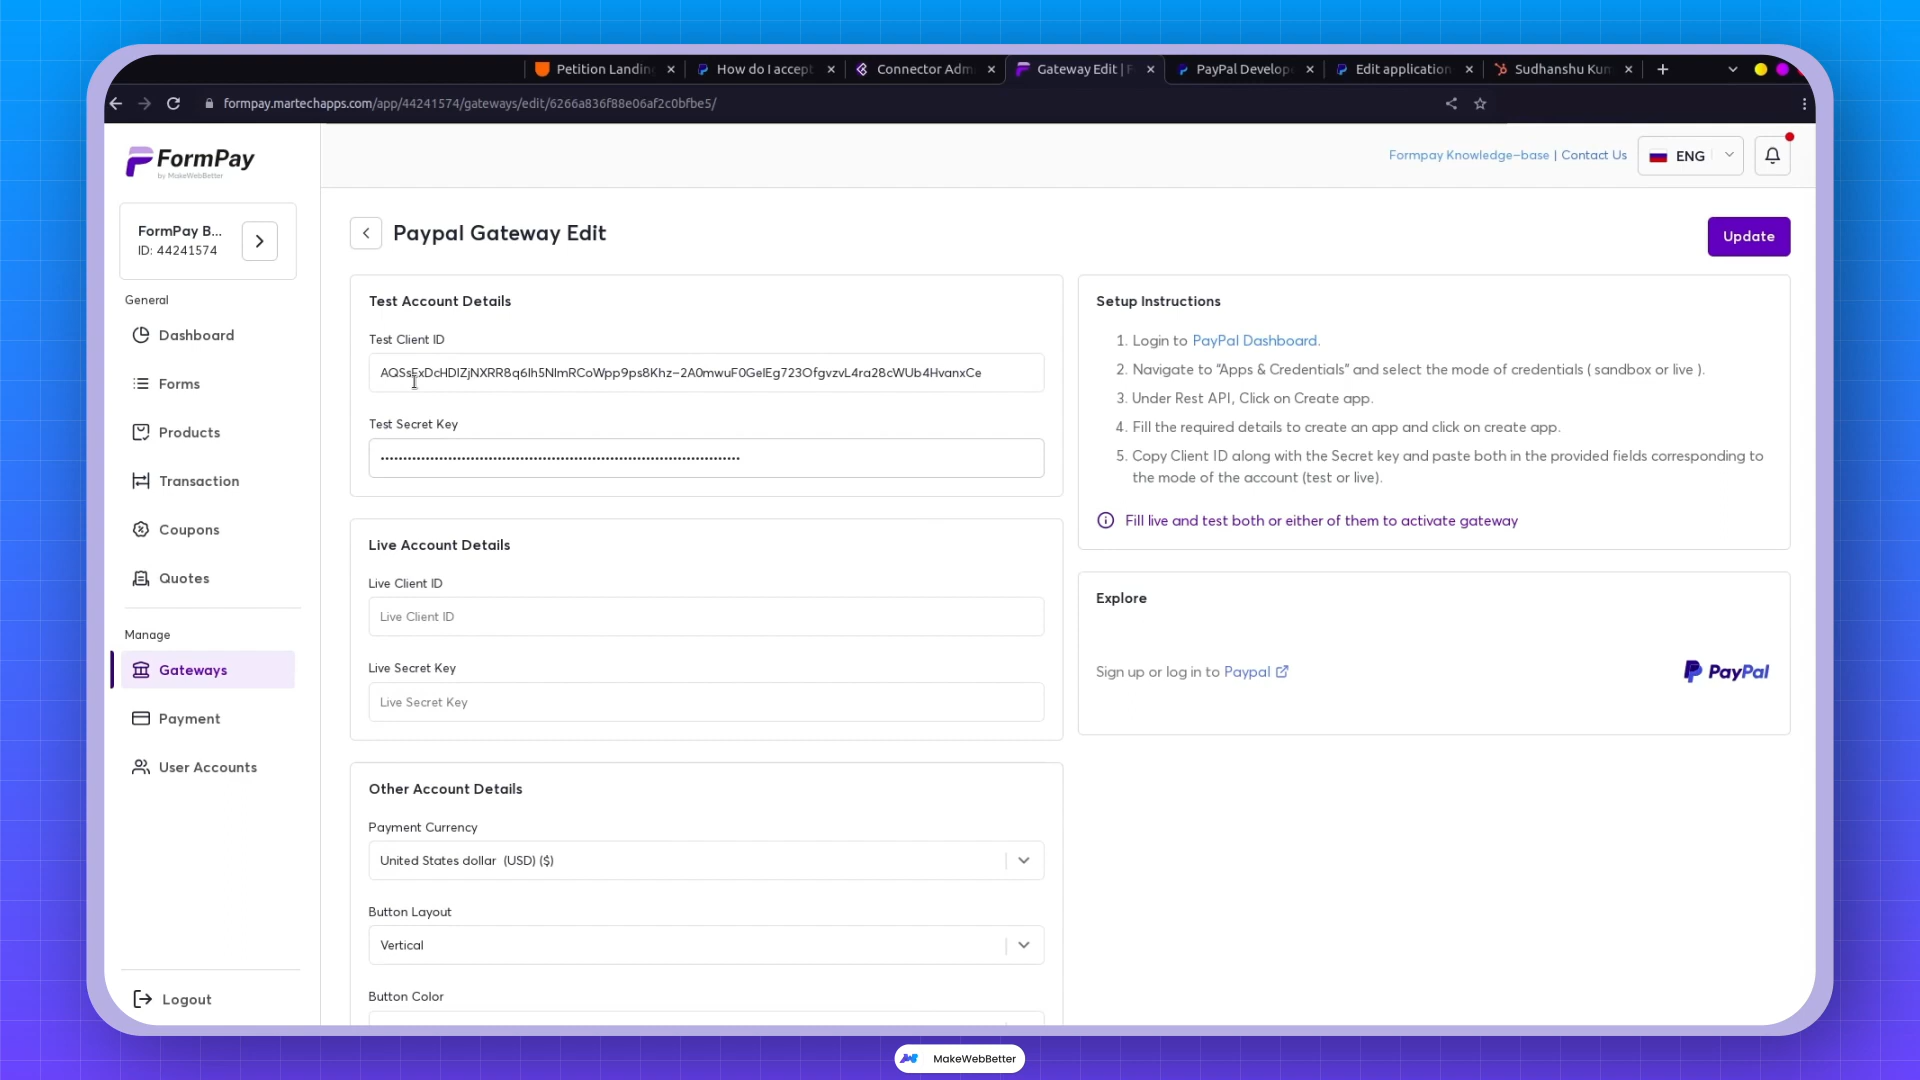 Petition Landin
How do I accept
Connector Adm
Gateway Edit | F
PayPal Develop
Edit application
Sudhanshu Kum
formpay.martechapps.com/app/44241574/gateways/edit/6266a836f88e06af2c0bfbe5/
FormPay
by MakeWebBetter
Formpay Knowledge-base | Contact Us
ENG
FormPay B...
ID: 44241574
General
Dashboard
Forms
Products
Transaction
Coupons
Quotes
Manage
Gateways
Payment
User Accounts
Logout
Paypal Gateway Edit
Update
Test Account Details
Test Client ID
Test Secret Key
Live Account Details
Live Client ID
Live Client ID
Live Secret Key
Live Secret Key
Other Account Details
Payment Currency
United States dollar (USD) ($)
Button Layout
Vertical
Button Color
Setup Instructions
1. Login to PayPal Dashboard.
2. Navigate to "Apps & Credentials" and select the mode of credentials ( sandbox or live ).
3. Under Rest API, Click on Create app.
4. Fill the required details to create an app and click on create app.
5. Copy Client ID along with the Secret key and paste both in the provided fields corresponding to
the mode of the account (test or live).
Fill live and test both or either of them to activate gateway
Explore
Sign up or log in to Paypal
PayPal
MakeWebBetter